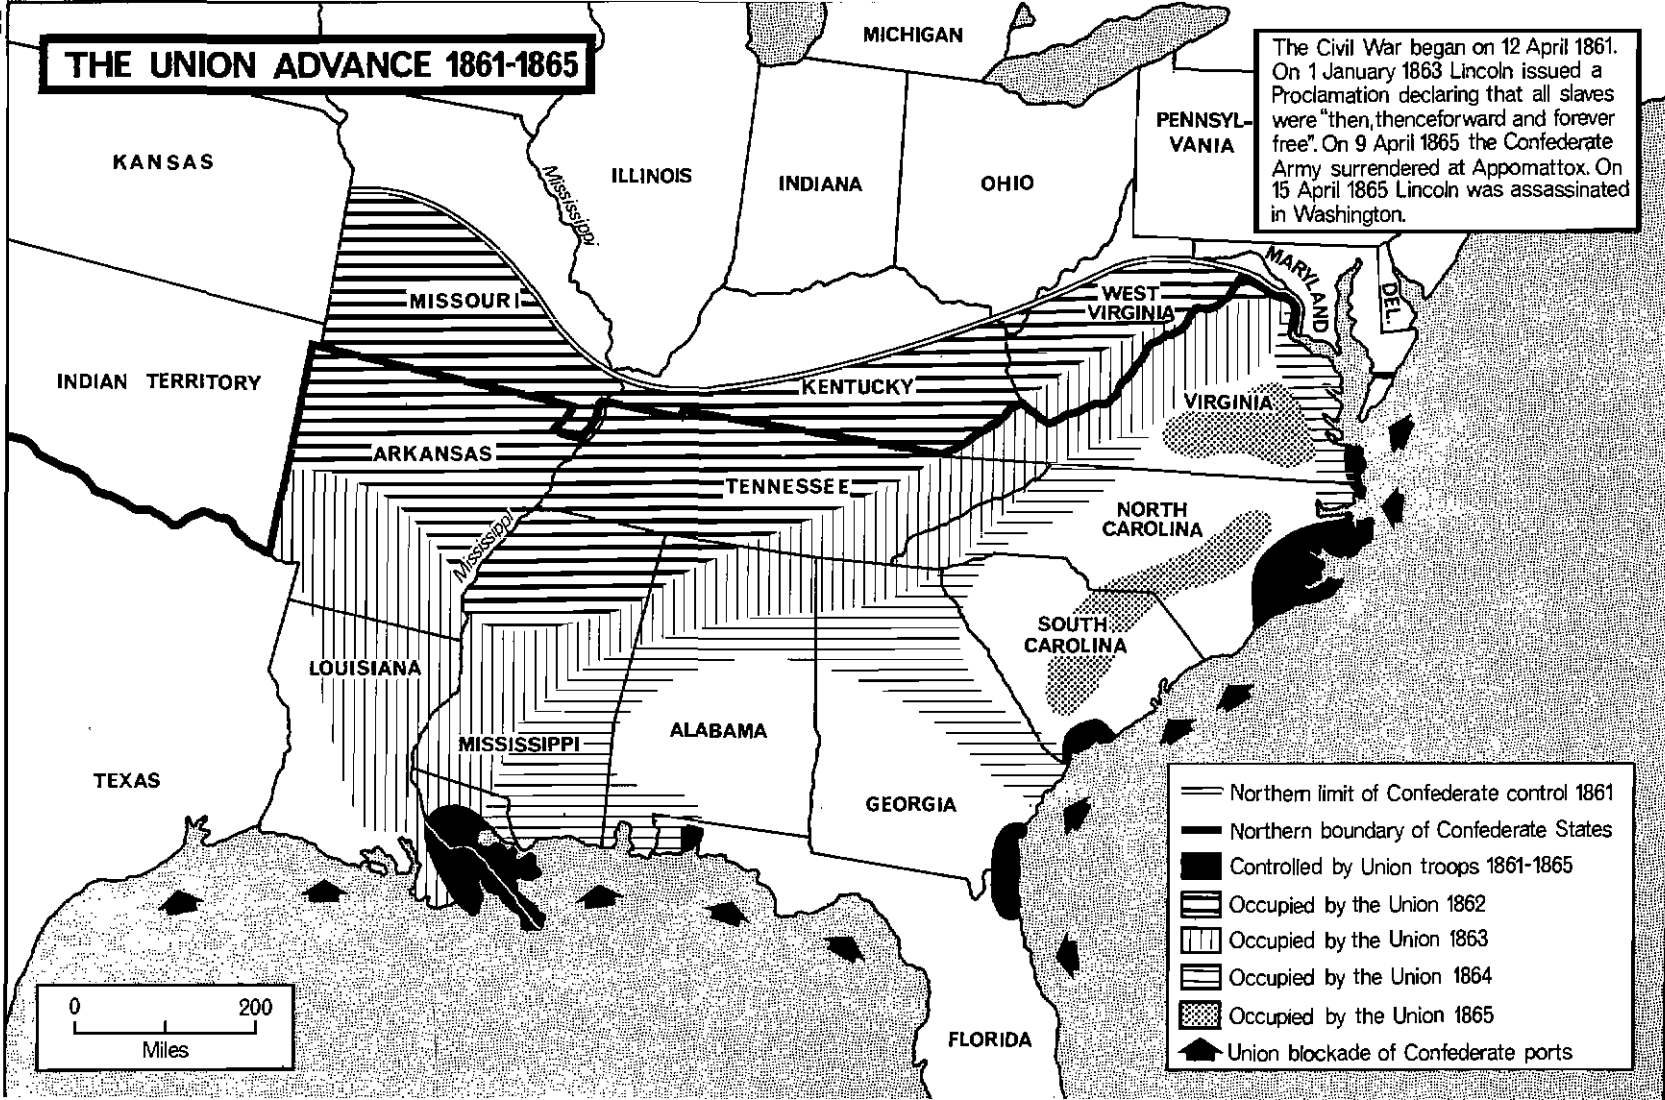 THE UNION ADVANCE 1861-1865
The Civil War began on 12 April 1861.
On 1 January 1863 Lincoln issued a
Proclamation declaring that all slaves
were "then, thenceforward and forever
free". On 9 April 1865 the Confederate
Army surrendered at Appomattox. On
15 April 1865 Lincoln was assassinated
in Washington.
MICHIGAN
PENNSYL-
VANIA
KANSAS
ILLINOIS
INDIANA
OHIO
Mississippi
MARYLAND
DEL.
MISSOURI
WEST
VIRGINIA
INDIAN TERRITORY
KENTUCKY
VIRGINIA
ARKANSAS
TENNESSEE
NORTH
CAROLINA
Mississippi
SOUTH
CAROLINA
LOUISIANA
MISSISSIPPI
ALABAMA
TEXAS
GEORGIA
FLORIDA
Northern limit of Confederate control 1861
Northern boundary of Confederate States
Controlled by Union troops 1861-1865
Occupied by the Union 1862
Occupied by the Union 1863
Occupied by the Union 1864
Occupied by the Union 1865
Union blockade of Confederate ports
0 200
Miles